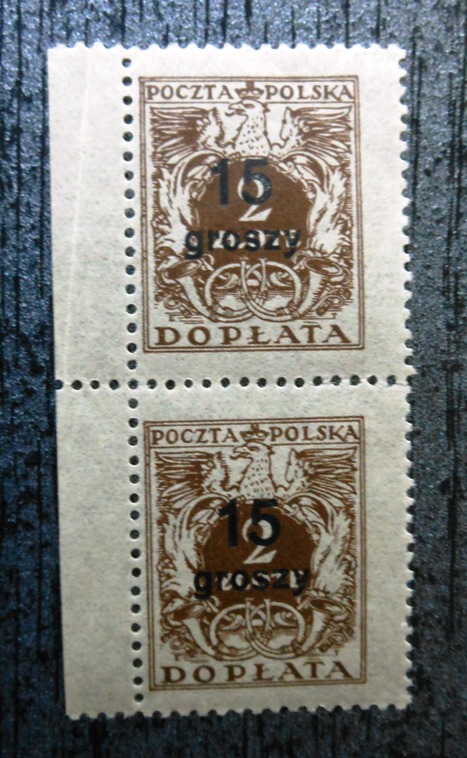 POCZTA POLSKA
15
2
groszy
DOPŁATA
POCZTA POLSKA
15
2
groszy
DOPŁATA